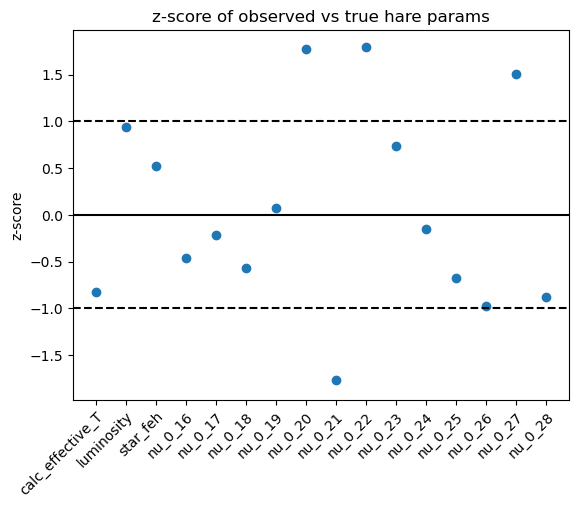 z-score of observed vs true hare params
z-score
1.5
1.0
0.5
0.0
−0.5
−1.0
−1.5
calc_effective_T
luminosity
star_feh
nu_0_16
nu_0_17
nu_0_18
nu_0_19
nu_0_20
nu_0_21
nu_0_22
nu_0_23
nu_0_24
nu_0_25
nu_0_26
nu_0_27
nu_0_28